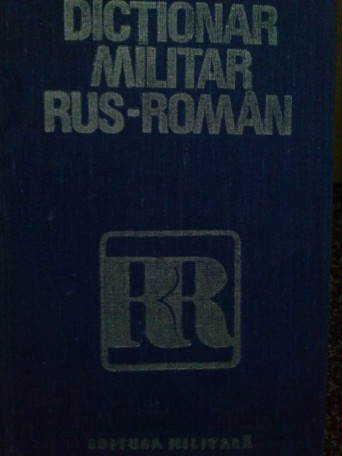 DICTIONAR
MILITAR
RUS-ROMÂN
RR
EDITURA MILITARĂ